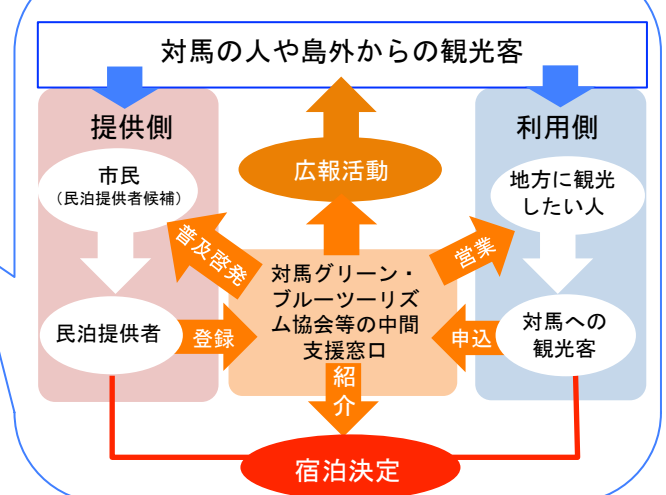 対馬の人や島外からの観光客
提供側
利用側
市民
（民泊提供者候補）
広報活動
地方に観光
したい人
普及啓発
営業
対馬グリーン・
ブルーツーリズ
ム協会等の中間
支援窓口
民泊提供者
登録
申込
対馬への
観光客
紹
介
宿泊決定